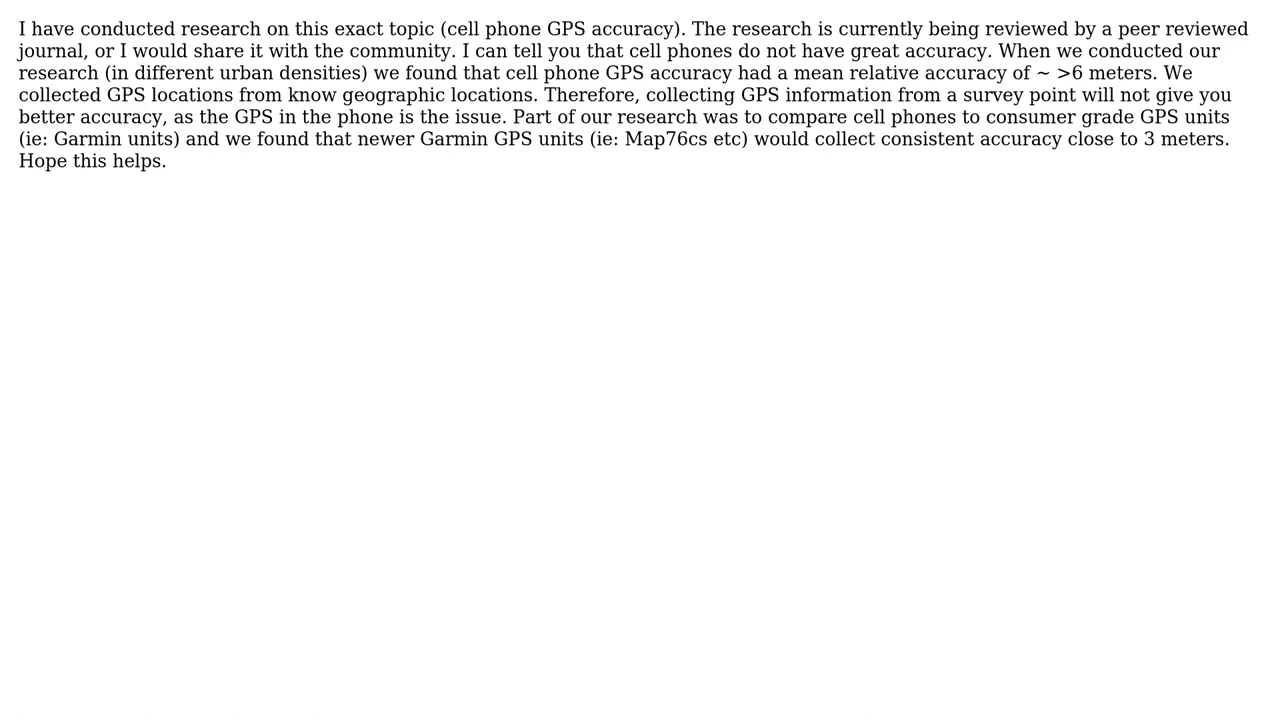 I have conducted research on this exact topic (cell phone GPS accuracy). The research is currently being reviewed by a peer reviewed
journal, or I would share it with the community. I can tell you that cell phones do not have great accuracy. When we conducted our
research (in different urban densities) we found that cell phone GPS accuracy had a mean relative accuracy of ~ >6 meters. We
collected GPS locations from know geographic locations. Therefore, collecting GPS information from a survey point will not give you
better accuracy, as the GPS in the phone is the issue. Part of our research was to compare cell phones to consumer grade GPS units
(ie: Garmin units) and we found that newer Garmin GPS units (ie: Map76cs etc) would collect consistent accuracy close to 3 meters.
Hope this helps.